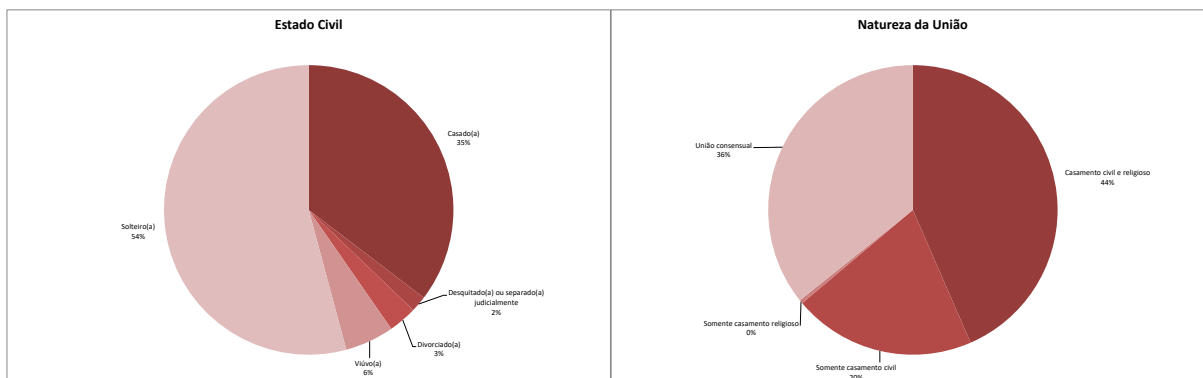 Estado Civil
Casado(a)
35%
Desquitado(a) ou separado(a)
judicialmente
2%
Divorciado(a)
3%
Viúvo(a)
6%
Solteiro(a)
54%
Natureza da União
Casamento civil e religioso
44%
Somente casamento civil
20%
Somente casamento religioso
0%
União consensual
36%